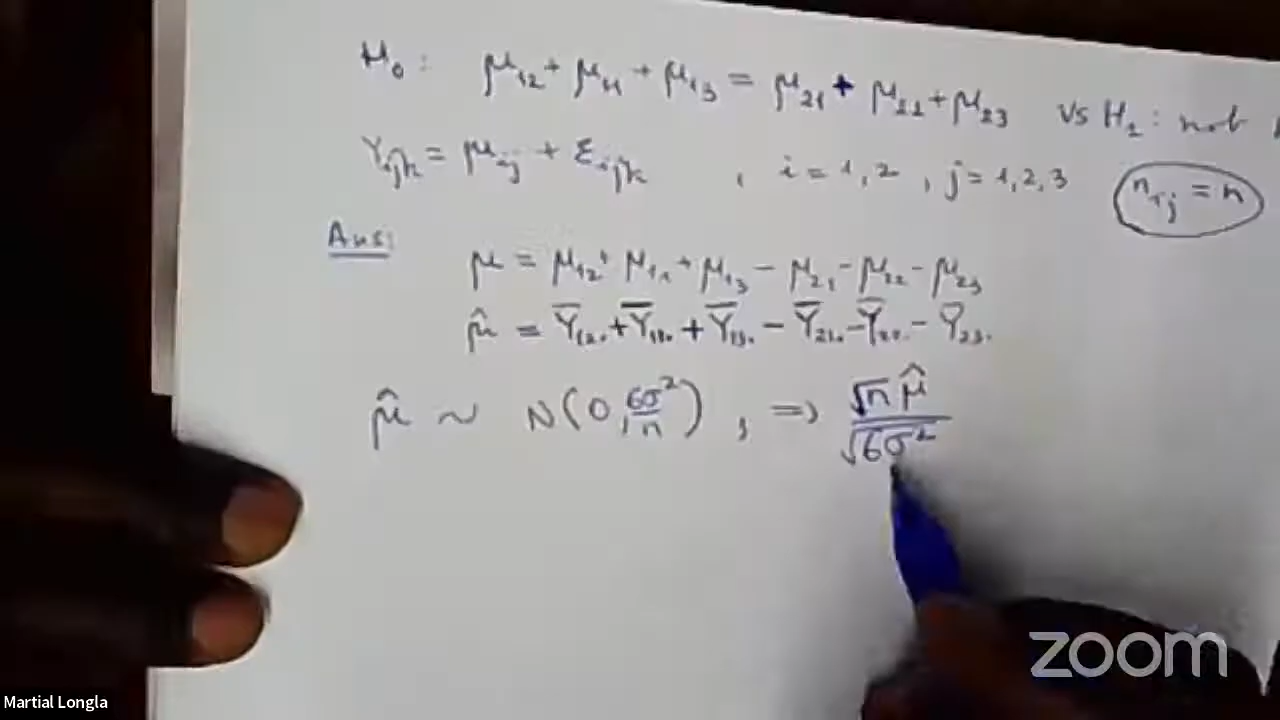 H₀ : μ₁₂ + μ₁₁ + μ₁₃ = μ₂₁ + μ₂₂ + μ₂₃ vs H₁ : not
Yᵢⱼₖ = μᵢⱼ + εᵢⱼₖ , i = 1,2 , j = 1,2,3 nᵢⱼ = n
Ans:
μ = μ₁₂ + μ₁₁ + μ₁₃ − μ₂₁ − μ₂₂ − μ₂₃
μ̂ = Ȳ₁₂. + Ȳ₁₁. + Ȳ₁₃. − Ȳ₂₁. − Ȳ₂₂. − Ȳ₂₃.
μ̂ ~ N(0, 6σ²/n) , => √n μ̂ / √6σ²
zoom
Martial Longla